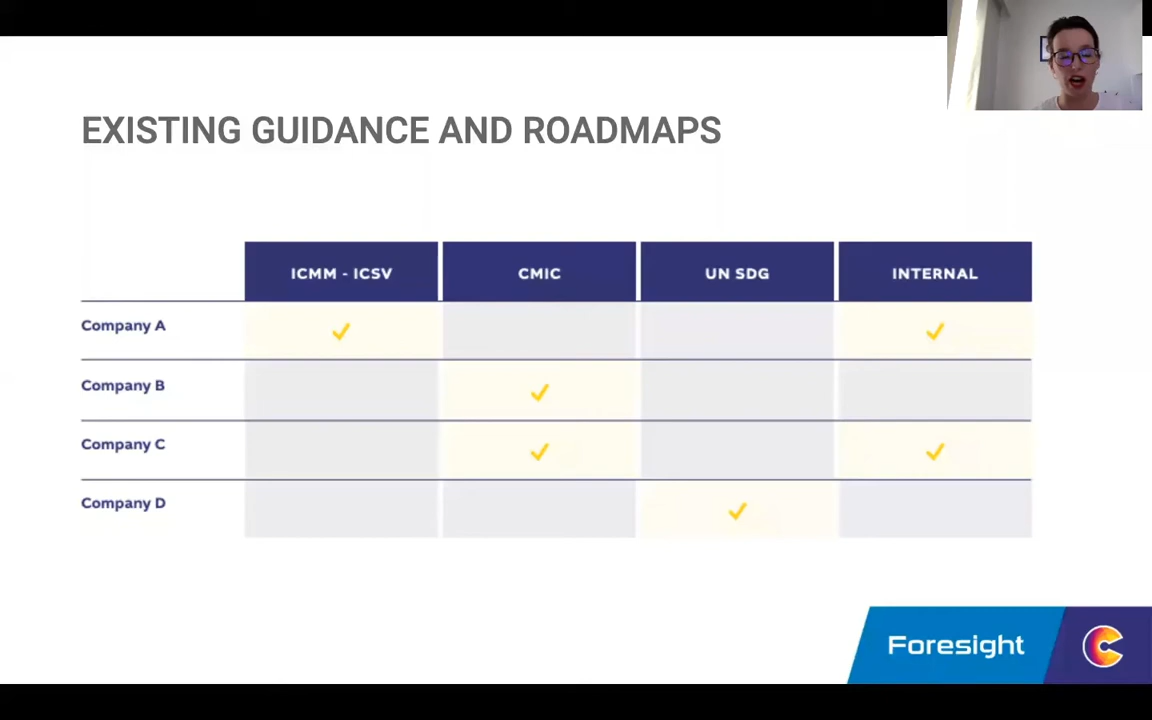 EXISTING GUIDANCE AND ROADMAPS
ICMM - ICSV CMIC UN SDG INTERNAL
Company A
Company B
Company C
Company D
Foresight